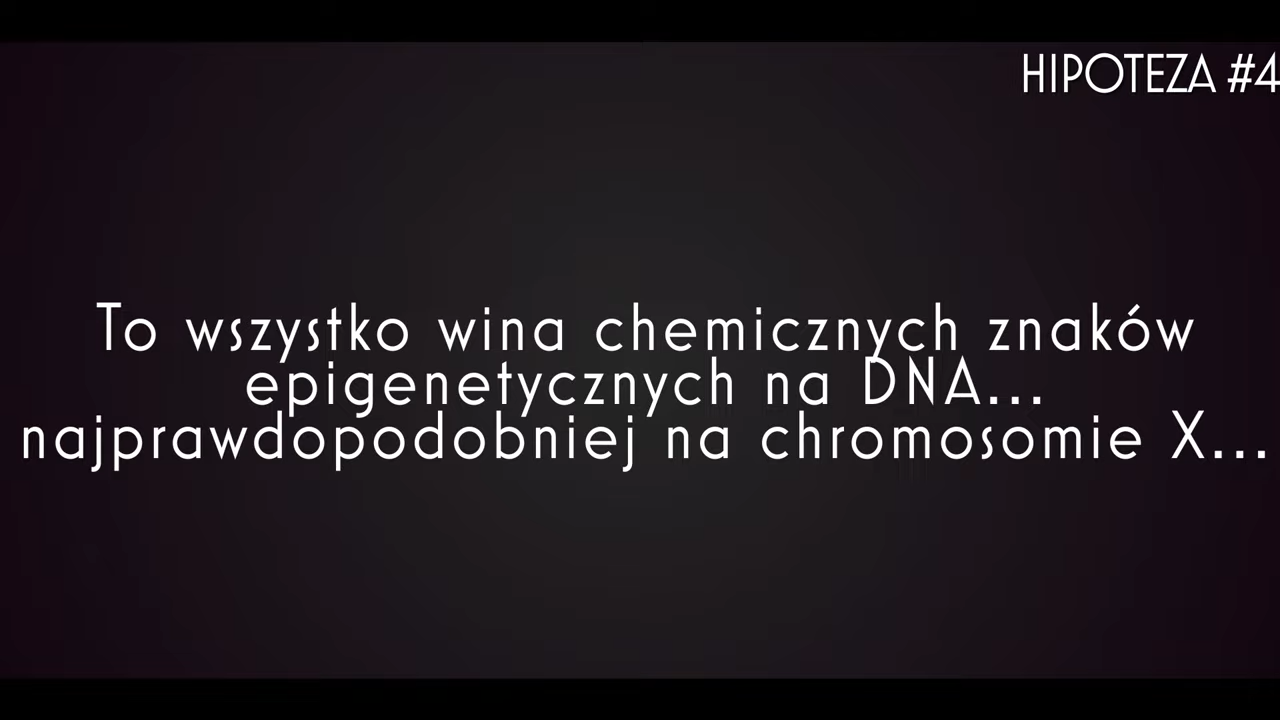 HIPOTEZA #4
To wszystko wina chemicznych znaków
epigenetycznych na DNA...
najprawdopodobniej na chromosomie X...